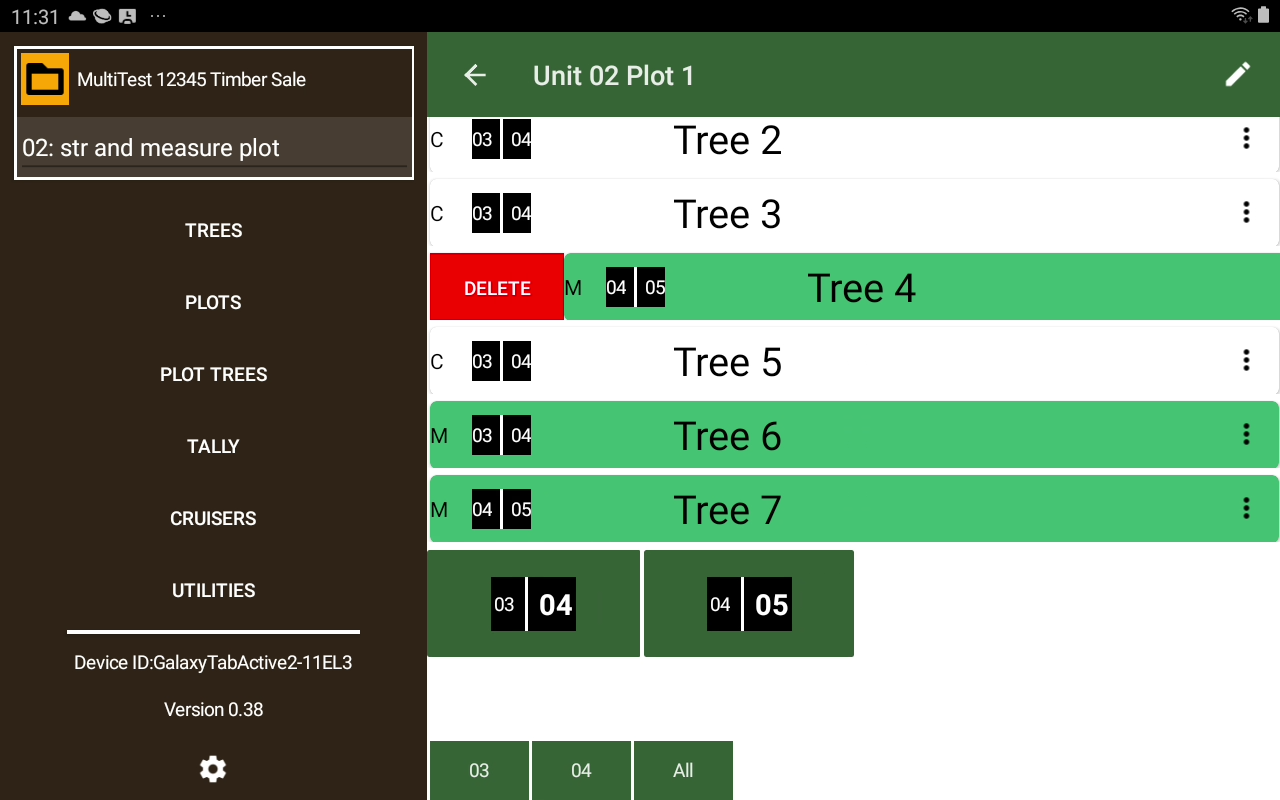 11:31
MultiTest 12345 Timber Sale
02: str and measure plot
TREES
PLOTS
PLOT TREES
TALLY
CRUISERS
UTILITIES
Device ID:GalaxyTabActive2-11EL3
Version 0.38
Unit 02 Plot 1
C 03 04 Tree 2
C 03 04 Tree 3
DELETE M 04 05 Tree 4
C 03 04 Tree 5
M 03 04 Tree 6
M 04 05 Tree 7
03 04 04 05
03 04 All